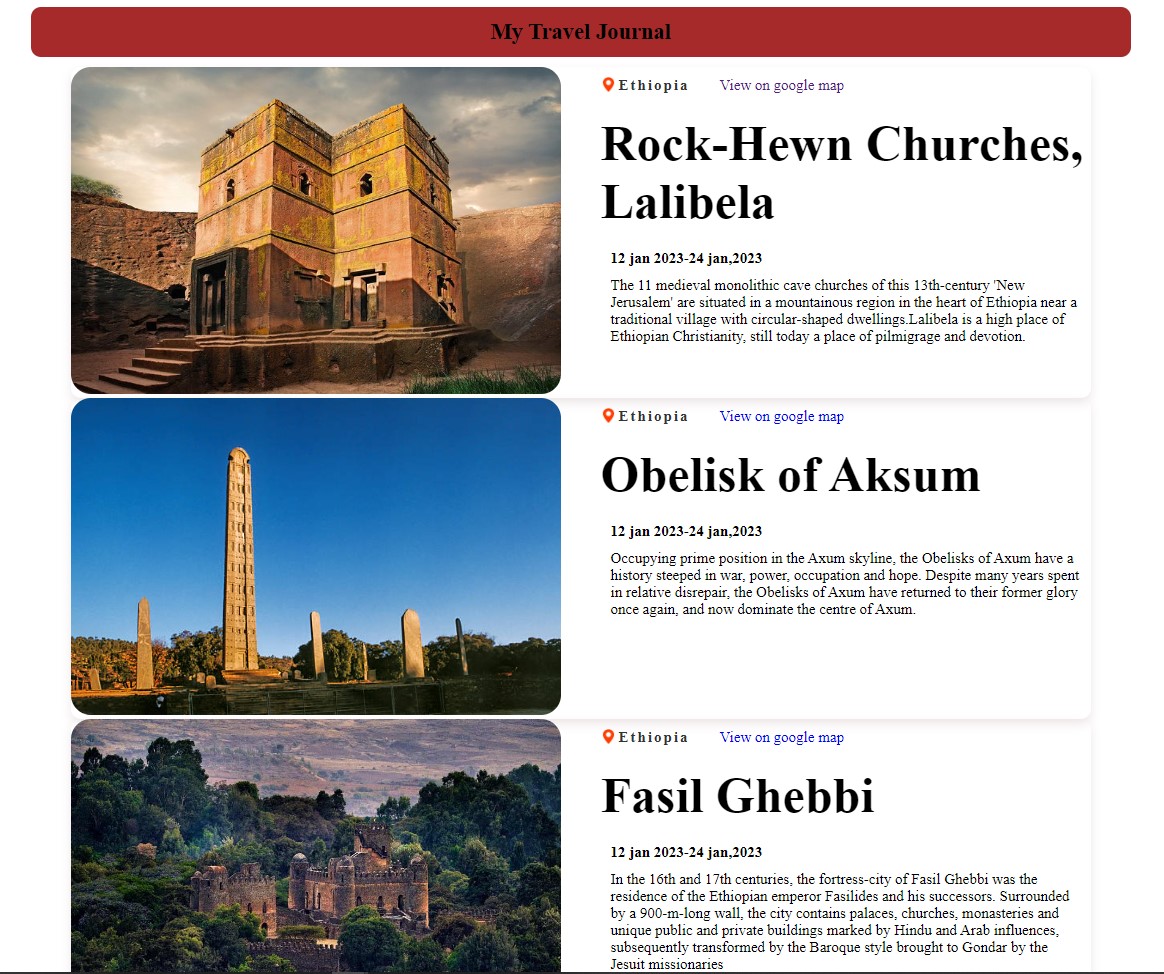 My Travel Journal
Ethiopia View on google map
Rock-Hewn Churches,
Lalibela
12 jan 2023-24 jan,2023
The 11 medieval monolithic cave churches of this 13th-century 'New
Jerusalem' are situated in a mountainous region in the heart of Ethiopia near a
traditional village with circular-shaped dwellings.Lalibela is a high place of
Ethiopian Christianity, still today a place of pilmigrage and devotion.
Ethiopia View on google map
Obelisk of Aksum
12 jan 2023-24 jan,2023
Occupying prime position in the Axum skyline, the Obelisks of Axum have a
history steeped in war, power, occupation and hope. Despite many years spent
in relative disrepair, the Obelisks of Axum have returned to their former glory
once again, and now dominate the centre of Axum.
Ethiopia View on google map
Fasil Ghebbi
12 jan 2023-24 jan,2023
In the 16th and 17th centuries, the fortress-city of Fasil Ghebbi was the
residence of the Ethiopian emperor Fasilides and his successors. Surrounded
by a 900-m-long wall, the city contains palaces, churches, monasteries and
unique public and private buildings marked by Hindu and Arab influences,
subsequently transformed by the Baroque style brought to Gondar by the
Jesuit missionaries